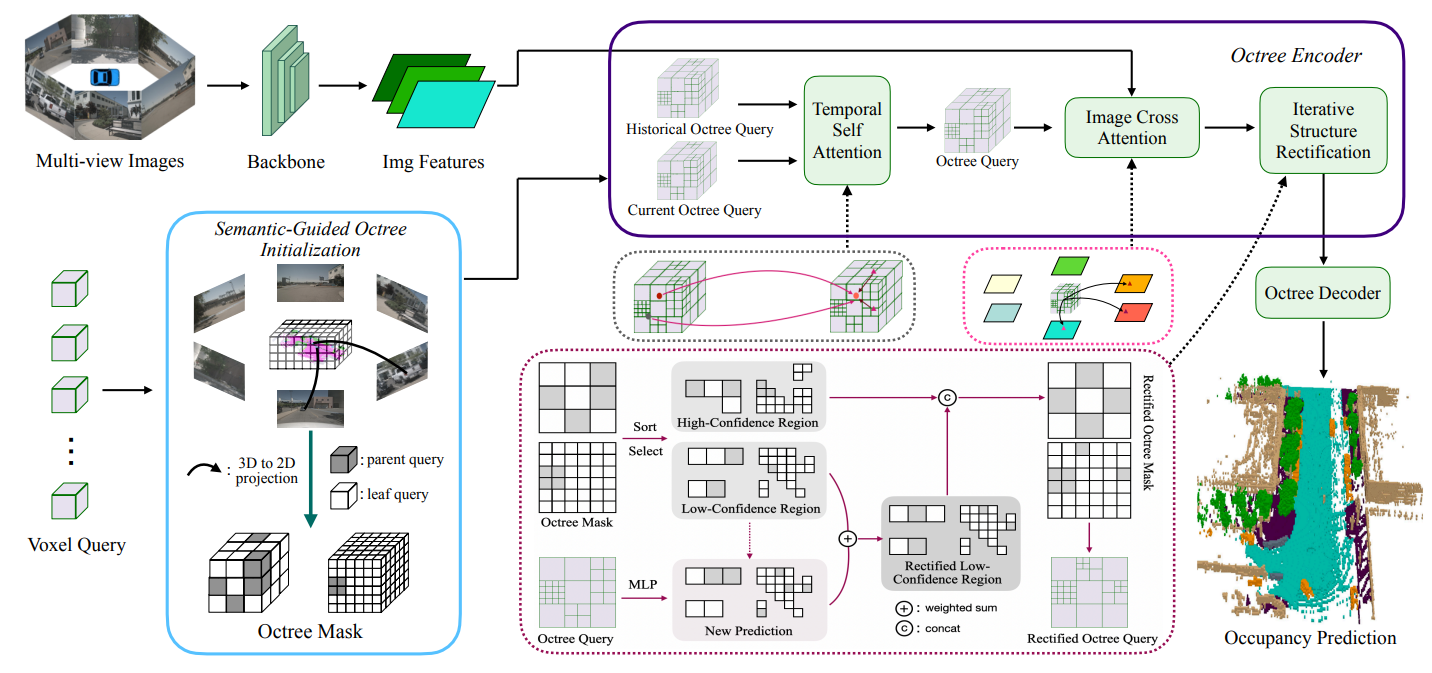 Multi-view Images
Backbone
Img Features
Octree Encoder
Historical Octree Query
Current Octree Query
Temporal
Self
Attention
Octree Query
Image Cross
Attention
Iterative
Structure
Rectification
Octree Decoder
Occupancy Prediction
Voxel Query
Semantic-Guided Octree
Initialization
: 3D to 2D
projection
: parent query
: leaf query
Octree Mask
Octree Mask
Sort
Select
High-Confidence Region
Low-Confidence Region
Octree Query
MLP
New Prediction
+
C
Rectified Low-
Confidence Region
+ : weighted sum
C : concat
Rectified Octree Mask
Rectified Octree Query